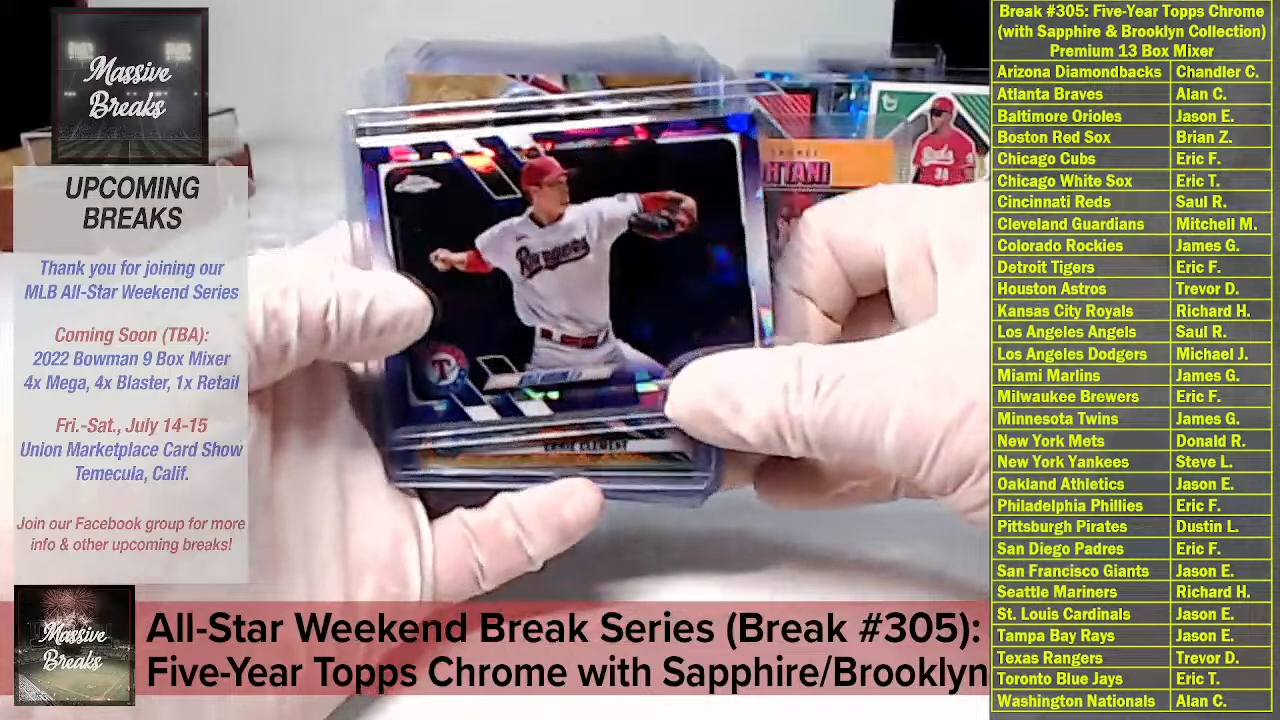 Massive
Breaks
UPCOMING
BREAKS
Thank you for joining our
MLB All-Star Weekend Series
Coming Soon (TBA):
2022 Bowman 9 Box Mixer
4x Mega, 4x Blaster, 1x Retail
Fri.-Sat., July 14-15
Union Marketplace Card Show
Temecula, Calif.
Join our Facebook group for more
info & other upcoming breaks!
Rangers
T
OHTANI
Reds
CLEMENT
Massive
Breaks
All-Star Weekend Break Series (Break #305):
Five-Year Topps Chrome with Sapphire/Brooklyn
Break #305: Five-Year Topps Chrome
(with Sapphire & Brooklyn Collection)
Premium 13 Box Mixer
Arizona Diamondbacks Chandler C.
Atlanta Braves Alan C.
Baltimore Orioles Jason E.
Boston Red Sox Brian Z.
Chicago Cubs Eric F.
Chicago White Sox Eric T.
Cincinnati Reds Saul R.
Cleveland Guardians Mitchell M.
Colorado Rockies James G.
Detroit Tigers Eric F.
Houston Astros Trevor D.
Kansas City Royals Richard H.
Los Angeles Angels Saul R.
Los Angeles Dodgers Michael J.
Miami Marlins James G.
Milwaukee Brewers Eric F.
Minnesota Twins James G.
New York Mets Donald R.
New York Yankees Steve L.
Oakland Athletics Jason E.
Philadelphia Phillies Eric F.
Pittsburgh Pirates Dustin L.
San Diego Padres Eric F.
San Francisco Giants Jason E.
Seattle Mariners Richard H.
St. Louis Cardinals Jason E.
Tampa Bay Rays Jason E.
Texas Rangers Trevor D.
Toronto Blue Jays Eric T.
Washington Nationals Alan C.